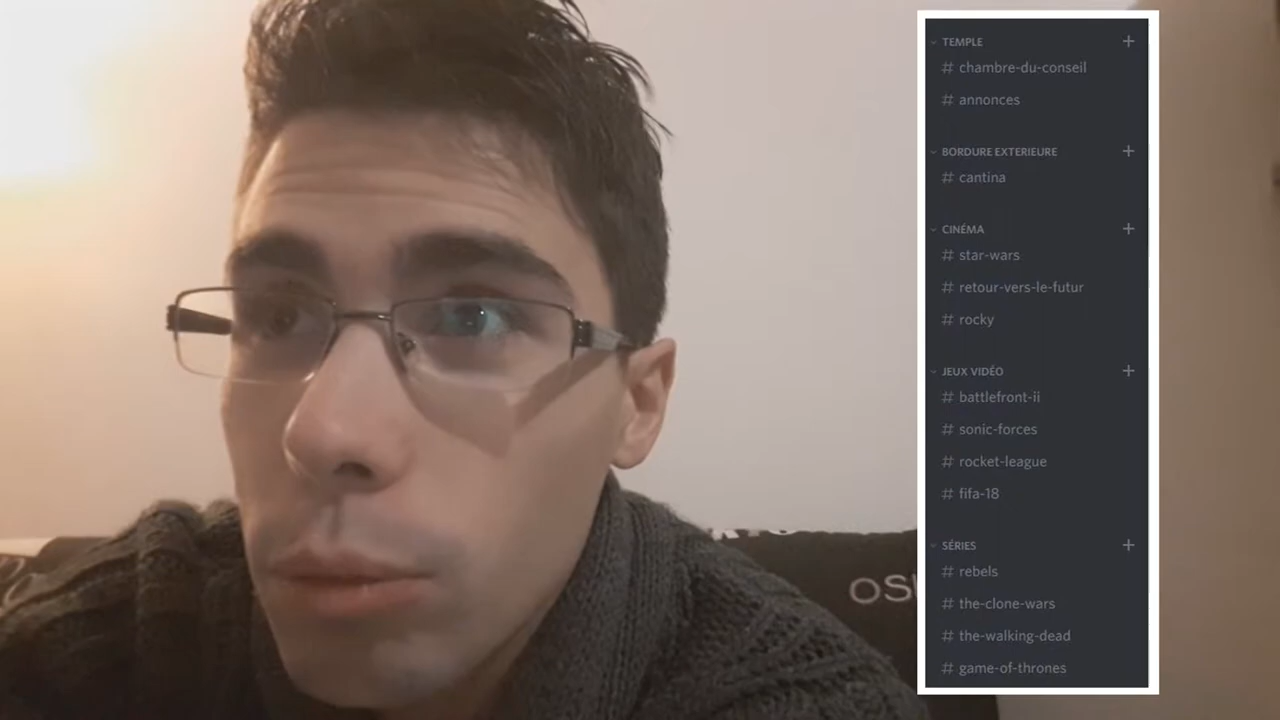 TEMPLE
# chambre-du-conseil
# annonces
BORDURE EXTERIEURE
# cantina
CINÉMA
# star-wars
# retour-vers-le-futur
# rocky
JEUX VIDÉO
# battlefront-ii
# sonic-forces
# rocket-league
# fifa-18
SÉRIES
# rebels
# the-clone-wars
# the-walking-dead
# game-of-thrones